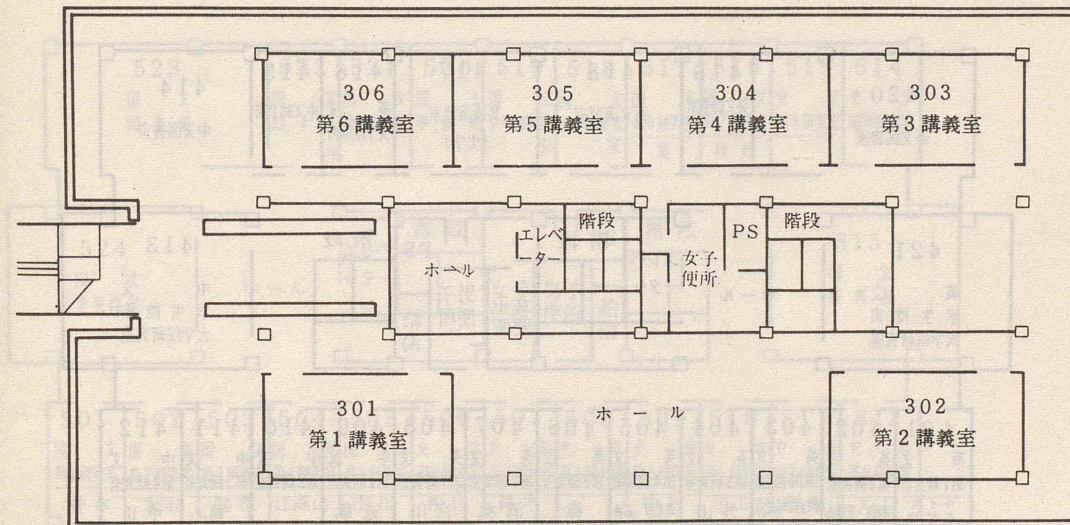 306
第6講義室
305
第5講義室
304
第4講義室
303
第3講義室
階段
エレベ
ーター
ホール
女子
便所
PS
階段
301
第1講義室
ホール
302
第2講義室